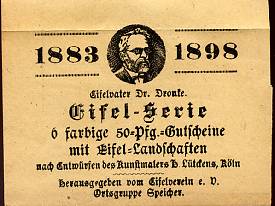 1883 1898
Eifelvater Dr. Dronke.
Eifel-Serie
6 farbige 50-Pfg.-Gutscheine
mit Eifel-Landschaften
nach Entwürfen des Kunstmalers H. Lütckens, Köln
Herausgegeben vom Eifelverein e. V.
Ortsgruppe Speicher.